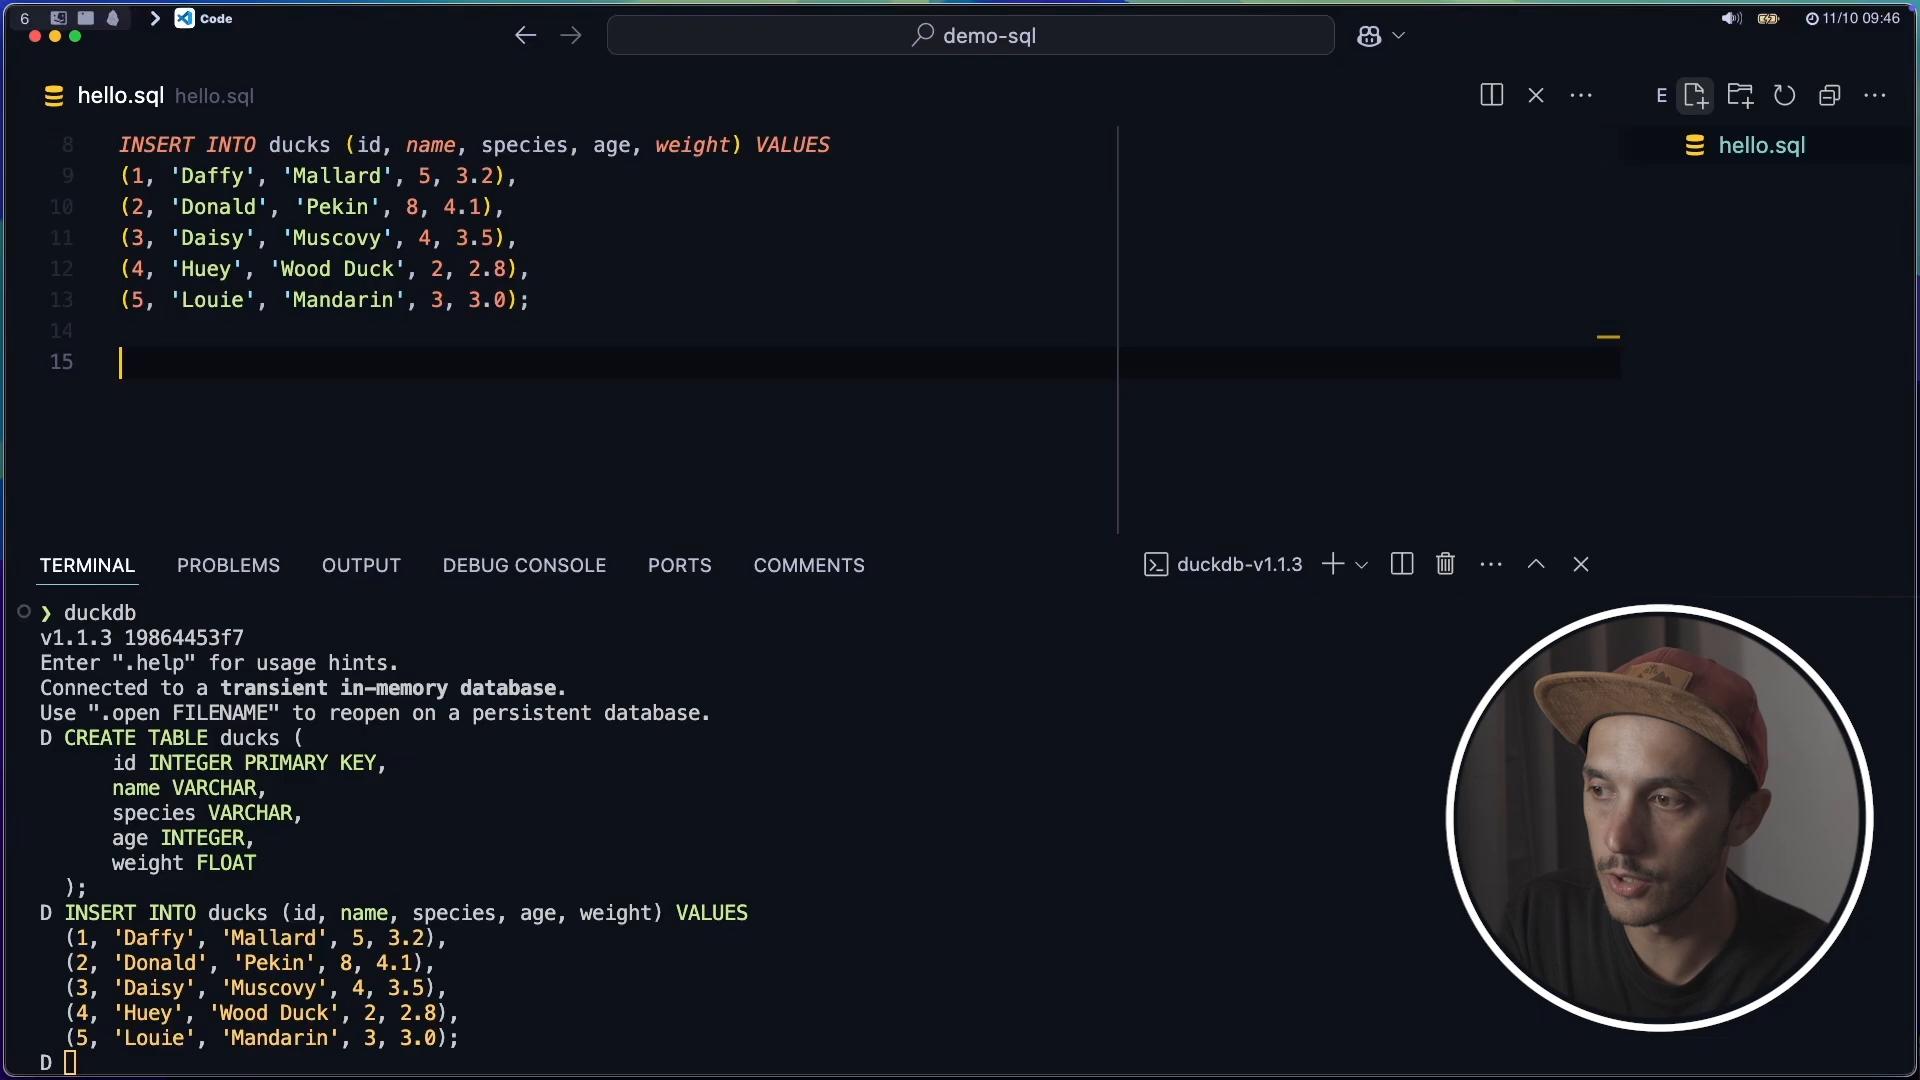 6 Code 11/10 09:46
demo-sql
hello.sql hello.sql E
hello.sql
8 INSERT INTO ducks (id, name, species, age, weight) VALUES
9 (1, 'Daffy', 'Mallard', 5, 3.2),
10 (2, 'Donald', 'Pekin', 8, 4.1),
11 (3, 'Daisy', 'Muscovy', 4, 3.5),
12 (4, 'Huey', 'Wood Duck', 2, 2.8),
13 (5, 'Louie', 'Mandarin', 3, 3.0);
14
15
TERMINAL PROBLEMS OUTPUT DEBUG CONSOLE PORTS COMMENTS duckdb-v1.1.3
❯ duckdb
v1.1.3 19864453f7
Enter ".help" for usage hints.
Connected to a transient in-memory database.
Use ".open FILENAME" to reopen on a persistent database.
D CREATE TABLE ducks (
id INTEGER PRIMARY KEY,
name VARCHAR,
species VARCHAR,
age INTEGER,
weight FLOAT
);
D INSERT INTO ducks (id, name, species, age, weight) VALUES
(1, 'Daffy', 'Mallard', 5, 3.2),
(2, 'Donald', 'Pekin', 8, 4.1),
(3, 'Daisy', 'Muscovy', 4, 3.5),
(4, 'Huey', 'Wood Duck', 2, 2.8),
(5, 'Louie', 'Mandarin', 3, 3.0);
D